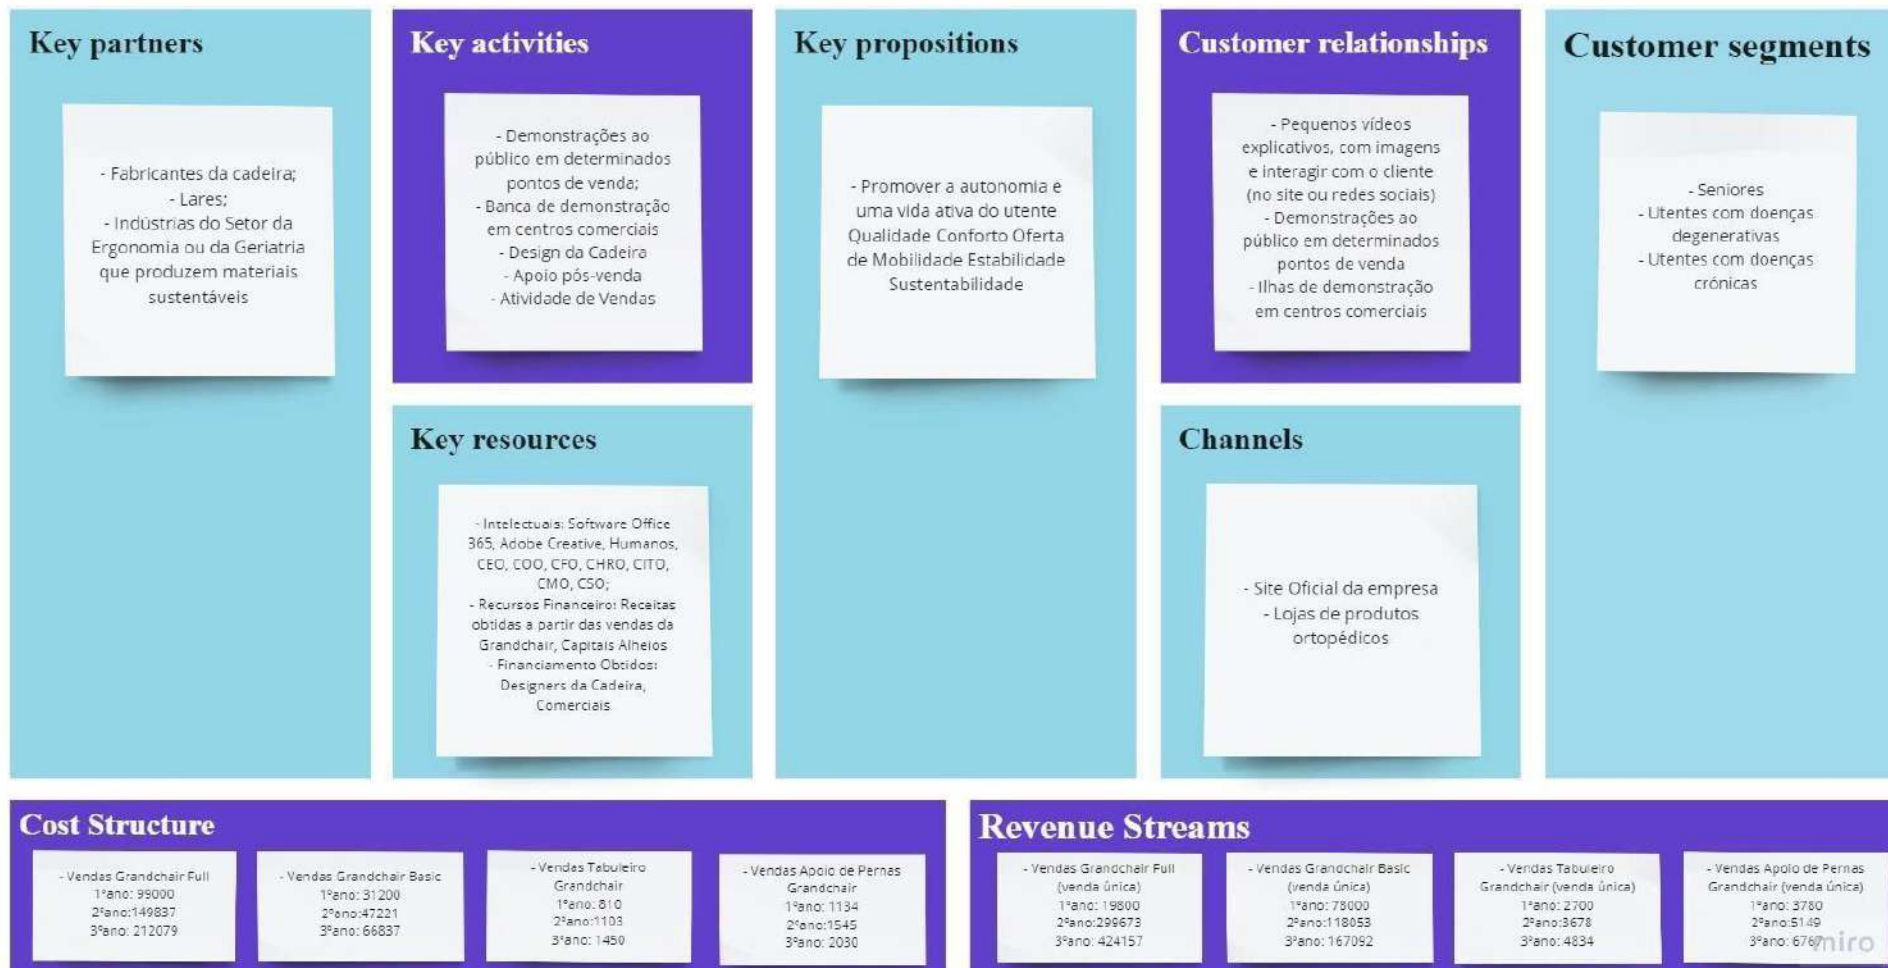 Key partners
- Fabricantes da cadeira;
- Lares;
- Indústrias do Setor da
Ergonomia ou da Geriatria
que produzem materiais
sustentáveis
Key activities
- Demonstrações ao
público em determinados
pontos de venda;
- Banca de demonstração
em centros comerciais
- Design da Cadeira
- Apoio pós-venda
- Atividade de Vendas
Key resources
- Intelectuais: Software Office
365, Adobe Creative, Humanos,
CEO, COO, CFO, CHRO, CITO,
CMO, CSO;
- Recursos Financeiro: Receitas
obtidas a partir das vendas da
Grandchair, Capitais Alheios
- Financiamento Obtidos:
Designers da Cadeira,
Comerciais
Key propositions
- Promover a autonomia e
uma vida ativa do utente
Qualidade Conforto Oferta
de Mobilidade Estabilidade
Sustentabilidade
Customer relationships
- Pequenos vídeos
explicativos, com imagens
e interagir com o cliente
(no site ou redes sociais)
- Demonstrações ao
público em determinados
pontos de venda
- Ilhas de demonstração
em centros comerciais
Channels
- Site Oficial da empresa
- Lojas de produtos
ortopédicos
Customer segments
- Seniores
- Utentes com doenças
degenerativas
- Utentes com doenças
crónicas
Cost Structure
- Vendas Grandchair Full
1ºano: 99000
2ºano:149837
3ºano: 212079
- Vendas Grandchair Basic
1ºano: 31200
2ºano:47221
3ºano: 66837
- Vendas Tabuleiro
Grandchair
1ºano: 810
2ºano:1103
3ºano: 1450
- Vendas Apoio de Pernas
Grandchair
1ºano: 1134
2ºano:1545
3ºano: 2030
Revenue Streams
- Vendas Grandchair Full
(venda única)
1ºano: 19800
2ºano:299673
3ºano: 424157
- Vendas Grandchair Basic
(venda única)
1ºano: 78000
2ºano:118053
3ºano: 167092
- Vendas Tabuleiro
Grandchair (venda única)
1ºano: 2700
2ºano:3678
3ºano: 4834
- Vendas Apoio de Pernas
Grandchair (venda única)
1ºano: 3780
2ºano:5149
3ºano:
miro